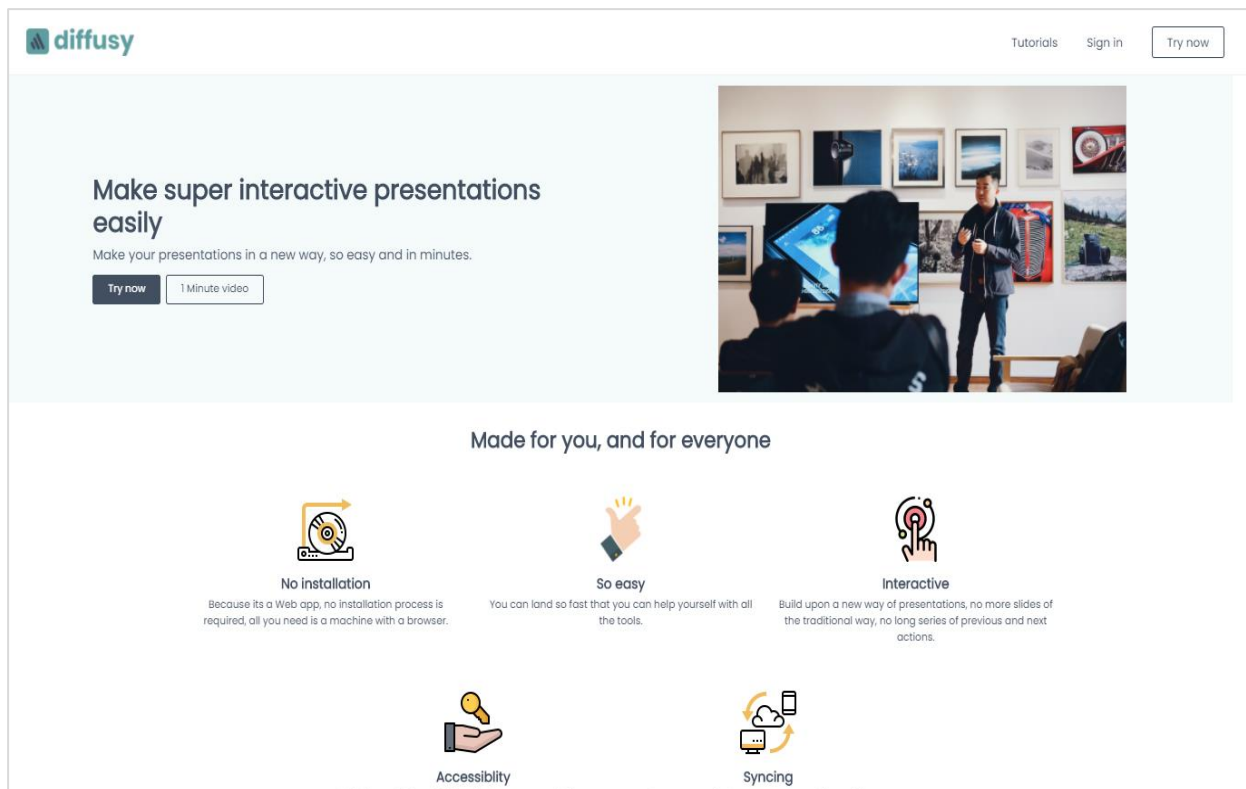 diffusy
Tutorials Sign in Try now
Make super interactive presentations
easily
Make your presentations in a new way, so easy and in minutes.
Try now 1 Minute video
Made for you, and for everyone
No installation
Because its a Web app, no installation process is
required, all you need is a machine with a browser.
So easy
You can land so fast that you can help yourself with all
the tools.
Interactive
Build upon a new way of presentations, no more slides of
the traditional way, no long series of previous and next
actions.
Accessiblity
Syncing